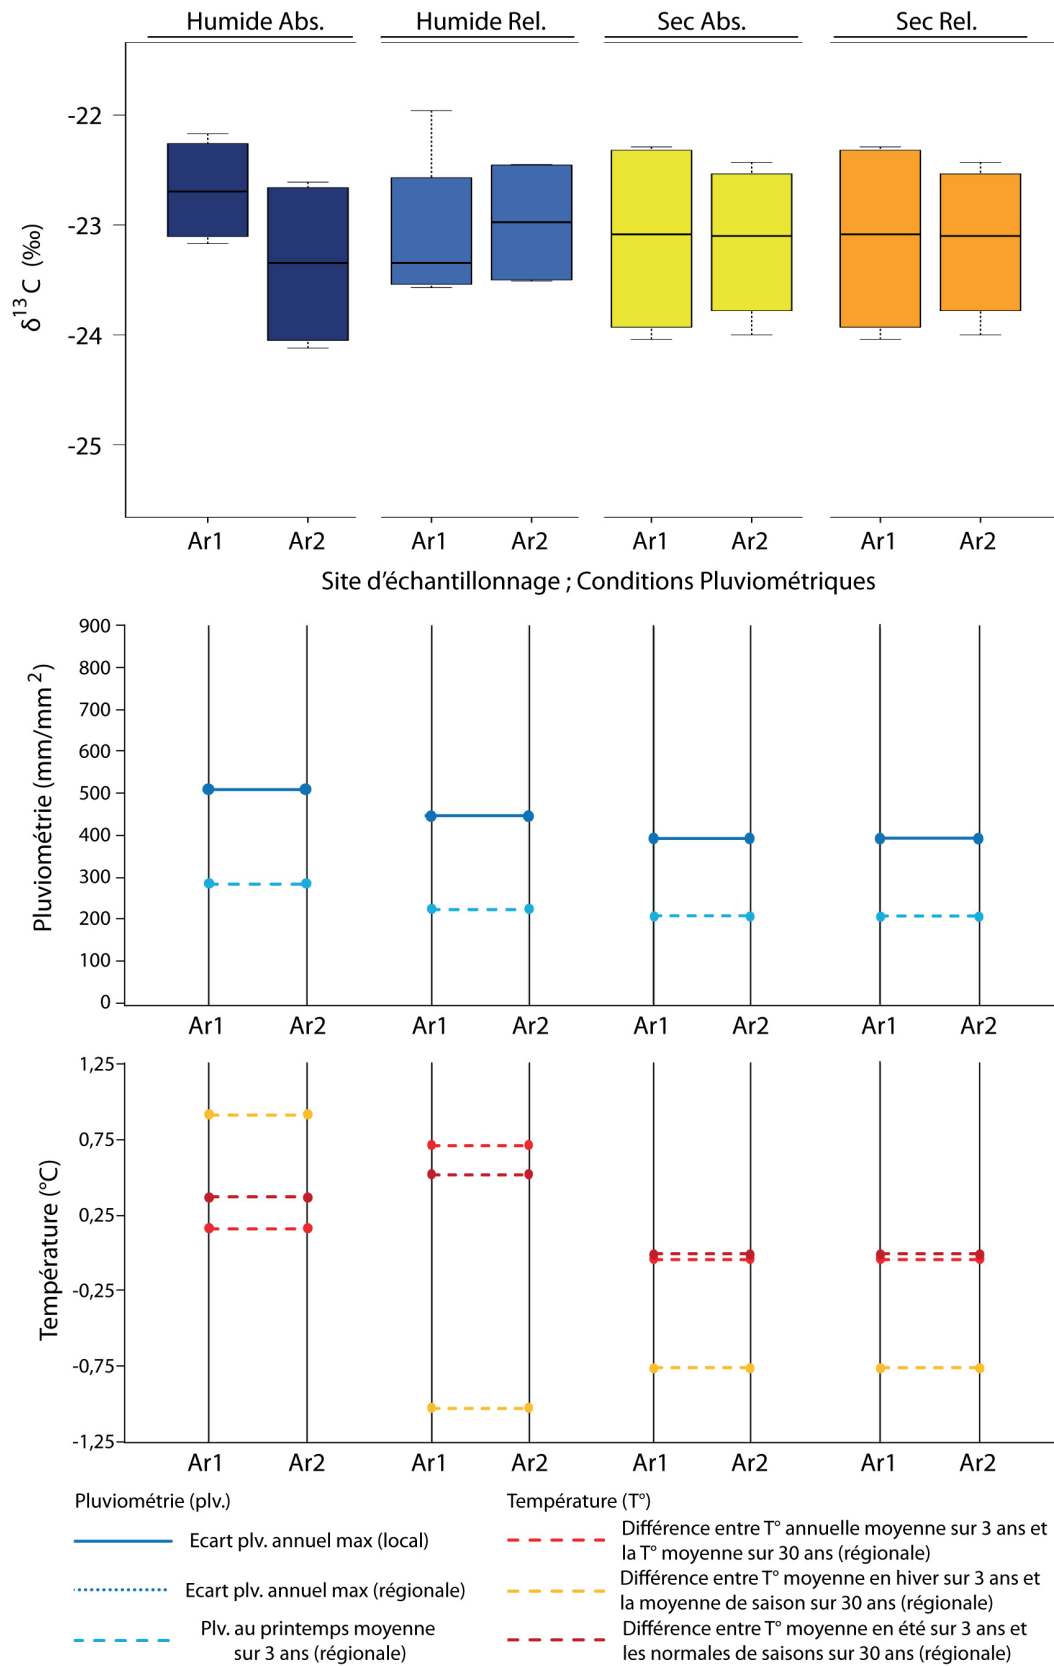 Humide Abs. Humide Rel. Sec Abs. Sec Rel.
δ13 C (‰)
-22
-23
-24
-25
Ar1 Ar2 Ar1 Ar2 Ar1 Ar2 Ar1 Ar2
Site d'échantillonnage ; Conditions Pluviométriques
Pluviométrie (mm/mm 2)
900
800
700
600
500
400
300
200
100
0
Ar1 Ar2 Ar1 Ar2 Ar1 Ar2 Ar1 Ar2
Température (°C)
1,25
0,75
0,25
-0,25
-0,75
-1,25
Ar1 Ar2 Ar1 Ar2 Ar1 Ar2 Ar1 Ar2
Pluviométrie (plv.)
Ecart plv. annuel max (local)
Ecart plv. annuel max (régionale)
Plv. au printemps moyenne
sur 3 ans (régionale)
Température (T°)
Différence entre T° annuelle moyenne sur 3 ans et
la T° moyenne sur 30 ans (régionale)
Différence entre T° moyenne en hiver sur 3 ans et
la moyenne de saison sur 30 ans (régionale)
Différence entre T° moyenne en été sur 3 ans et
les normales de saisons sur 30 ans (régionale)